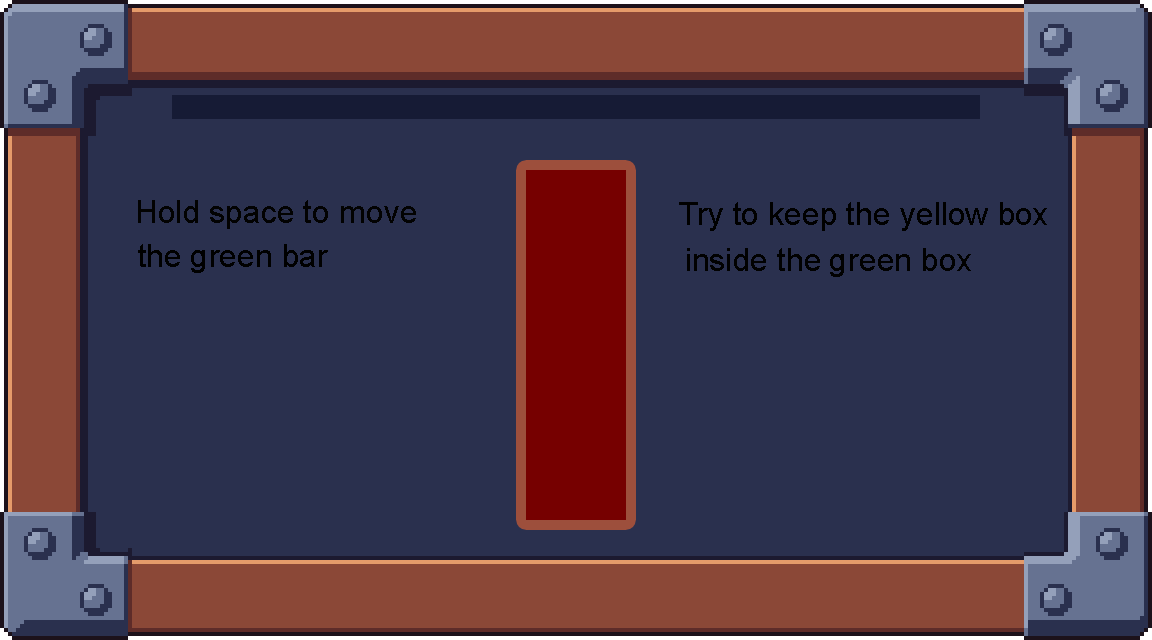 Hold space to move
the green bar
Try to keep the yellow box
inside the green box